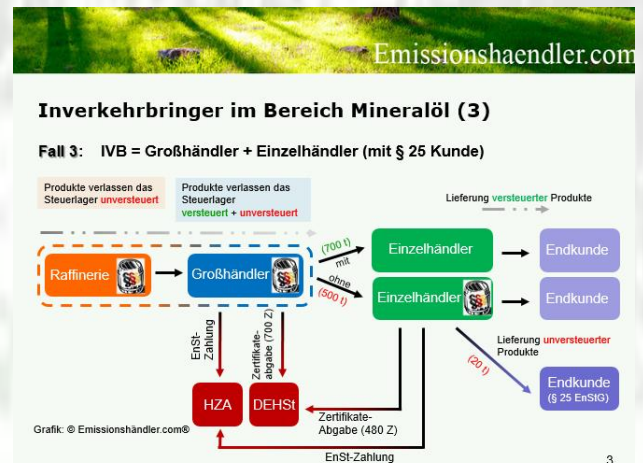 Emissionshaendler.com
Inverkehrbringer im Bereich Mineralöl (3)
Fall 3: IVB = Großhändler + Einzelhändler (mit § 25 Kunde)
Produkte verlassen das
Steuerlager unversteuert
Produkte verlassen das
Steuerlager
versteuert + unversteuert
Lieferung versteuerter Produkte
Raffinerie
Großhändler
(700 t)
mit
ohne
(500 t)
Einzelhändler
Endkunde
Einzelhändler
Endkunde
EnSt-
Zahlung
Zertifikate-
abgabe (700 Z)
Lieferung unversteuerter
Produkte
(20 t)
Endkunde
(§ 25 EnStG)
HZA
DEHSt
Zertifikate-
Abgabe (480 Z)
EnSt-Zahlung
Grafik: © Emissionshändler.com®
3